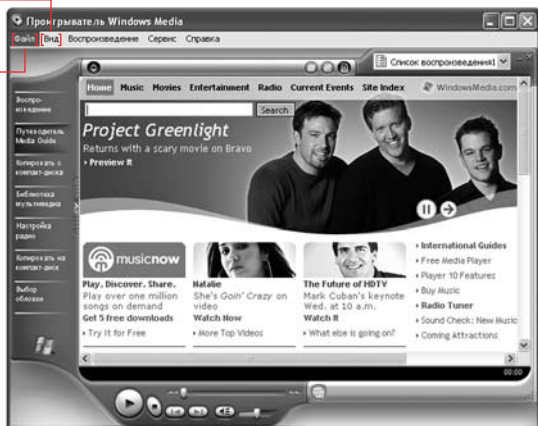 Проигрыватель Windows Media
Файл Вид Воспроизведение Сервис Справка
Список воспроизведения1
Home Music Movies Entertainment Radio Current Events Site Index WindowsMedia.com
Search
Project Greenlight
Returns with a scary movie on Bravo
Preview It
Воспро-
изведение
Путеводитель
Media Guide
Копировать с
компакт-диска
Библиотека
мультимедиа
Настройка
радио
Копировать на
компакт-диск
Выбор
обложки
musicnow
Play. Discover. Share.
Play over one million
songs on demand
Get 5 free downloads
Try It for Free
Natalie
She's Goin' Crazy on
video
Watch Now
More Top Videos
The Future of HDTV
Mark Cuban's keynote
Wed. at 10 a.m.
Watch It
What else is going on?
International Guides
Free Media Player
Player 10 Features
Buy Music
Radio Tuner
Sound Check: New Music
Coming Attractions
00:00